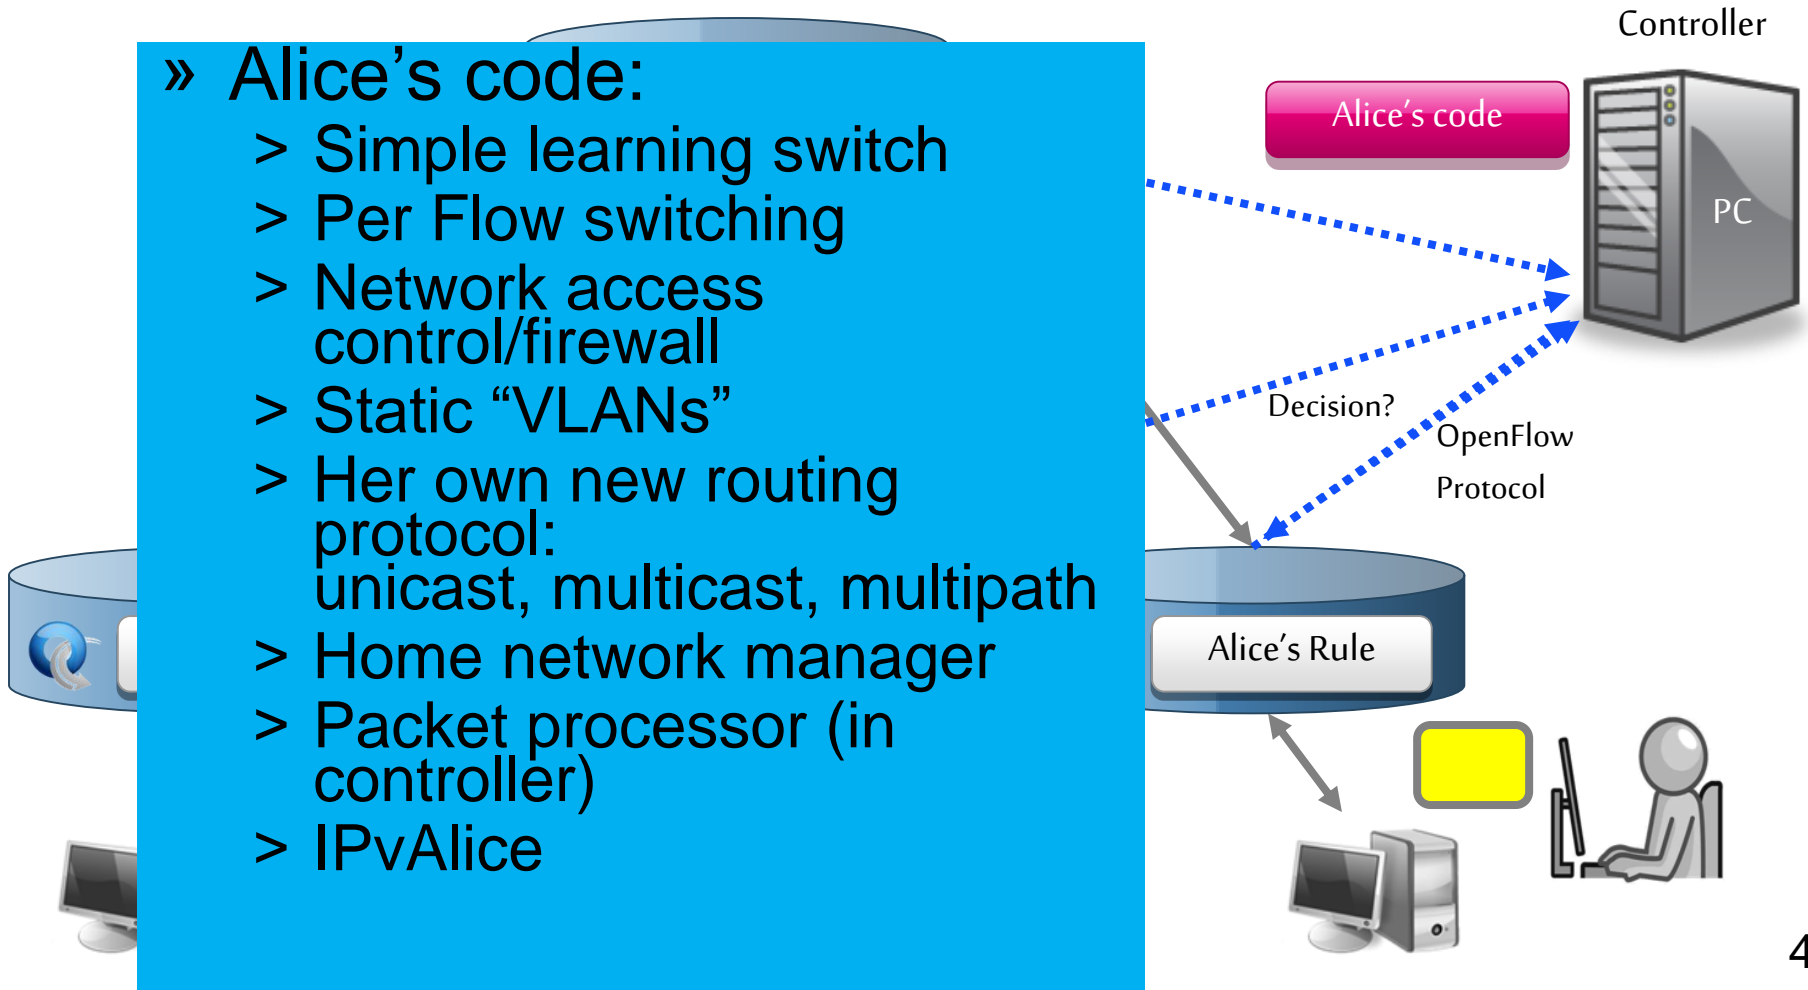 Controller
» Alice’s code:
> Simple learning switch
> Per Flow switching
> Network access
control/firewall
> Static “VLANs”
> Her own new routing
protocol:
unicast, multicast, multipath
> Home network manager
> Packet processor (in
controller)
> IPvAlice
Alice’s code
PC
Decision?
OpenFlow
Protocol
Alice’s Rule
4